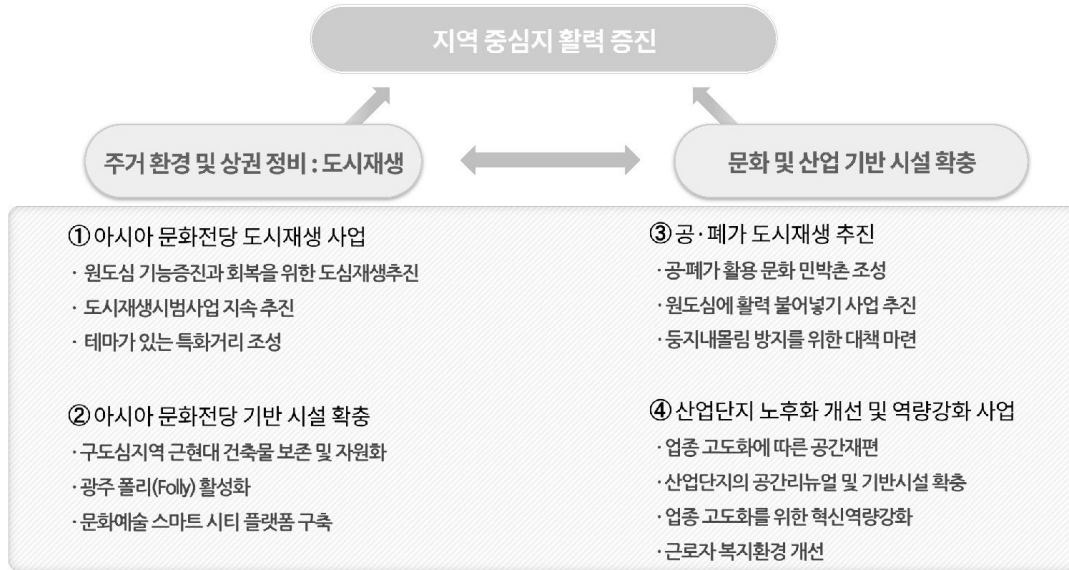 지역 중심지 활력 증진
주거 환경 및 상권 정비 : 도시재생
문화 및 산업 기반 시설 확충
① 아시아 문화전당 도시재생 사업
· 원도심 기능증진과 회복을 위한 도심재생추진
· 도시재생시범사업 지속 추진
· 테마가 있는 특화거리 조성
② 아시아 문화전당 기반 시설 확충
· 구도심지역 근현대 건축물 보존 및 자원화
· 광주 폴리(Folly) 활성화
· 문화예술 스마트 시티 플랫폼 구축
③ 공·폐가 도시재생 추진
· 공·폐가 활용 문화 민박촌 조성
· 원도심에 활력 불어넣기 사업 추진
· 둥지내몰림 방지를 위한 대책 마련
④ 산업단지 노후화 개선 및 역량강화 사업
· 업종 고도화에 따른 공간재편
· 산업단지의 공간리뉴얼 및 기반시설 확충
· 업종 고도화를 위한 혁신역량강화
· 근로자 복지환경 개선